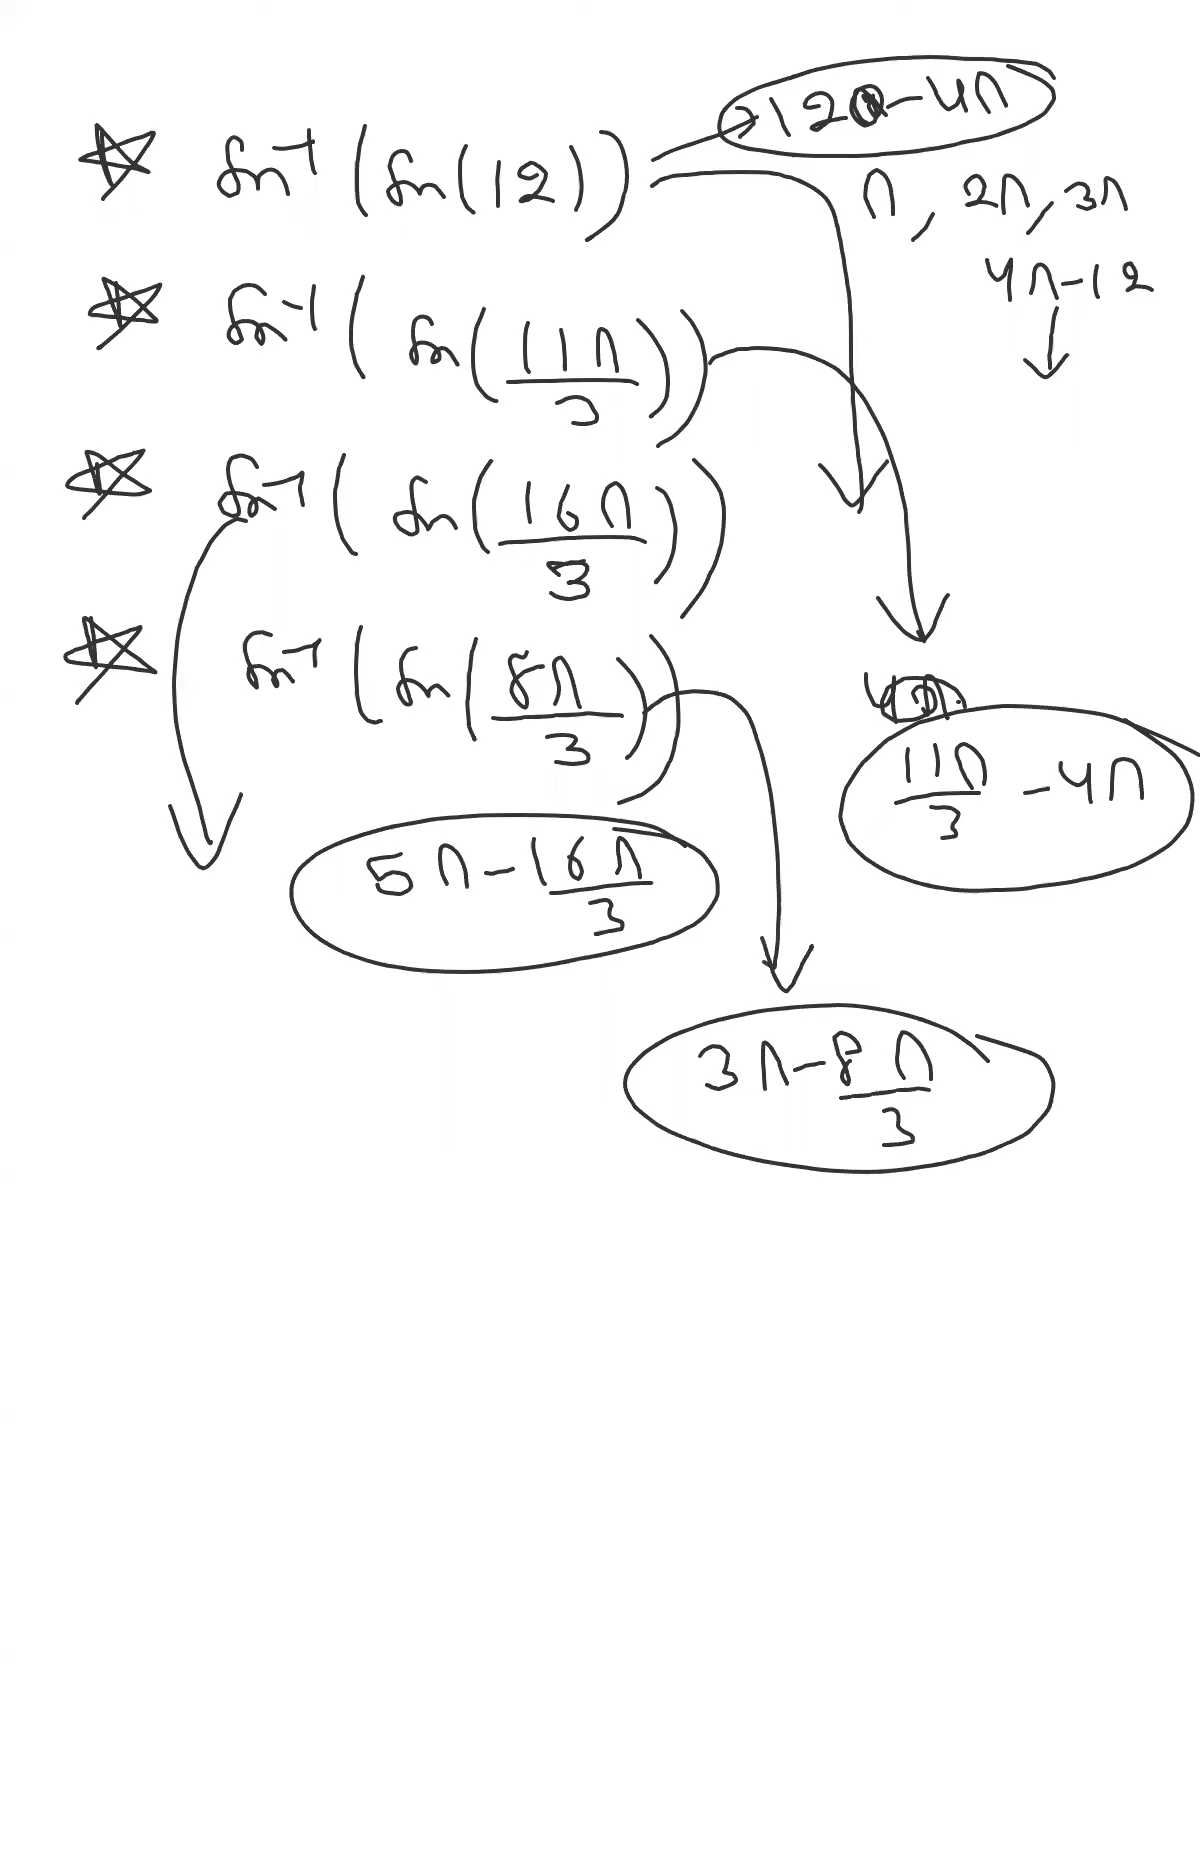 sin⁻¹(sin(12)) → 12 - 4π
π, 2π, 3π
4π - 12
sin⁻¹(sin(11π/3))
sin⁻¹(sin(16π/3))
sin⁻¹(sin(8π/3))
11π/3 - 4π
5π - 16π/3
3π - 8π/3